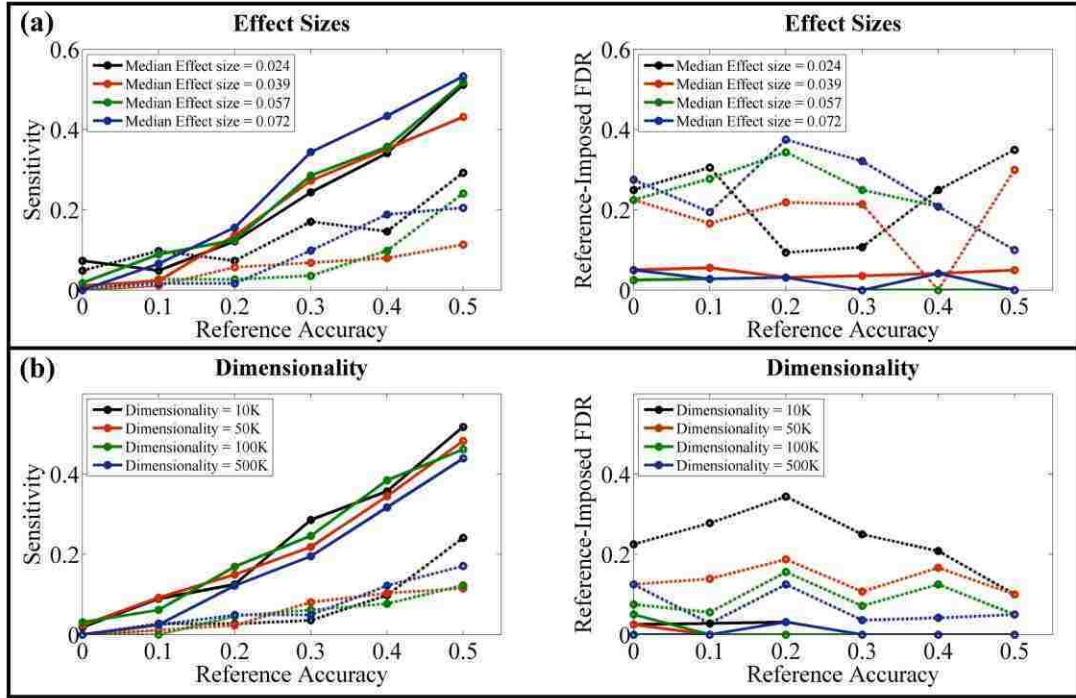 (a)
Effect Sizes
0.6
0.4
0.2
0
Sensitivity
Median Effect size = 0.024
Median Effect size = 0.039
Median Effect size = 0.057
Median Effect size = 0.072
0 0.1 0.2 0.3 0.4 0.5
Reference Accuracy
Effect Sizes
0.6
0.4
0.2
0
Reference-Imposed FDR
Median Effect size = 0.024
Median Effect size = 0.039
Median Effect size = 0.057
Median Effect size = 0.072
0 0.1 0.2 0.3 0.4 0.5
Reference Accuracy
(b)
Dimensionality
0.4
0.2
0
Sensitivity
Dimensionality = 10K
Dimensionality = 50K
Dimensionality = 100K
Dimensionality = 500K
0 0.1 0.2 0.3 0.4 0.5
Reference Accuracy
Dimensionality
0.4
0.2
0
Reference-Imposed FDR
Dimensionality = 10K
Dimensionality = 50K
Dimensionality = 100K
Dimensionality = 500K
0 0.1 0.2 0.3 0.4 0.5
Reference Accuracy